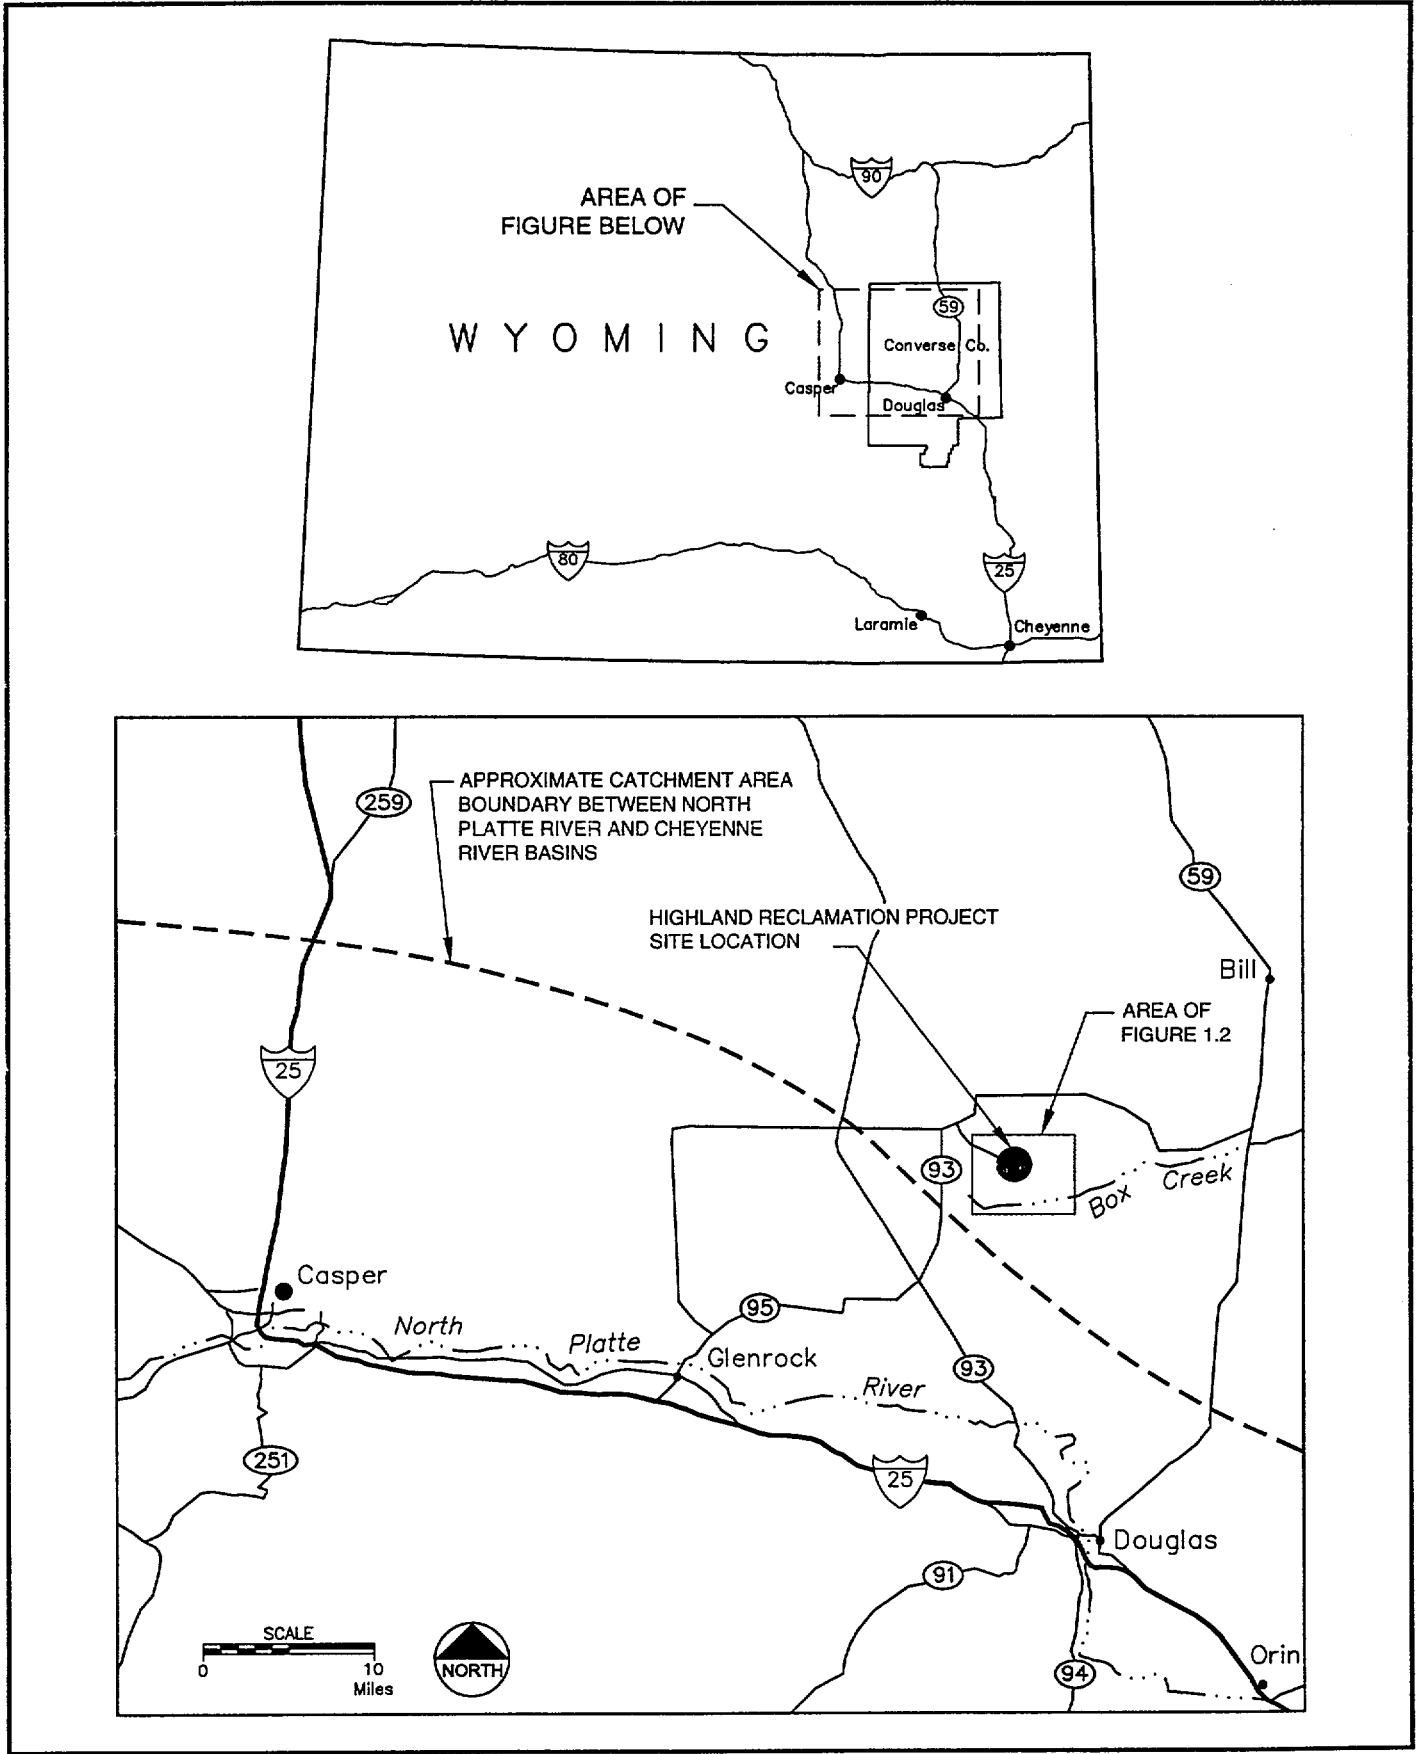 90
AREA OF
FIGURE BELOW
59
W Y O M I N G
Converse Co.
Casper
Douglas
80
25
Laramie
Cheyenne
259
APPROXIMATE CATCHMENT AREA
BOUNDARY BETWEEN NORTH
PLATTE RIVER AND CHEYENNE
RIVER BASINS
59
HIGHLAND RECLAMATION PROJECT
SITE LOCATION
Bill
AREA OF
FIGURE 1.2
25
93
Box Creek
Casper
95
North Platte River
Glenrock
93
251
25
Douglas
91
SCALE
0 10
Miles
NORTH
94
Orin